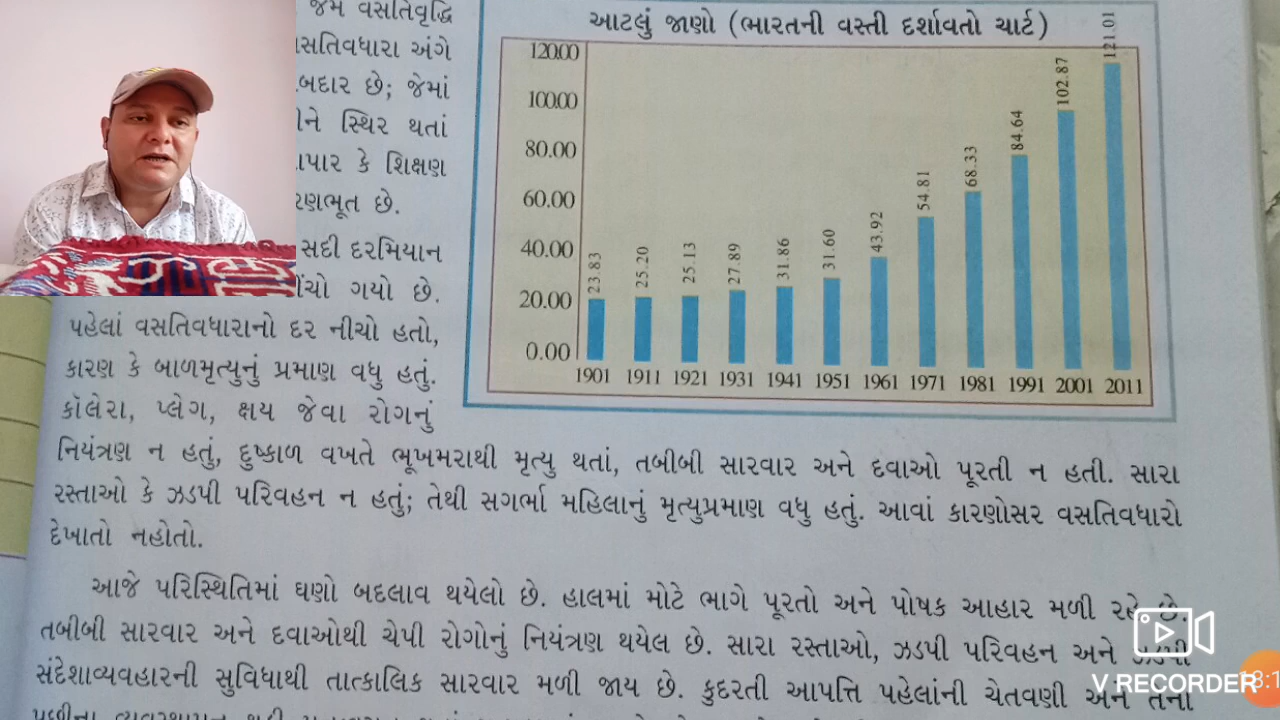 જેમ વસતિવૃદ્ધિ
અંગે
છે; જેમાં
સ્થિર થતાં
કે શિક્ષણ
છે.
સદી દરમિયાન
ગયો છે.
પહેલાં વસતિવધારાનો દર નીચો હતો,
કારણ કે બાળમૃત્યુનું પ્રમાણ વધુ હતું.
કૉલેરા, પ્લેગ, ક્ષય જેવા રોગનું
આટલું જાણો (ભારતની વસ્તી દર્શાવતો ચાર્ટ)
120.00
100.00
80.00
60.00
40.00
20.00
0.00
23.83 25.20 25.13 27.89 31.86 31.60 43.92 54.81 68.33 84.64 102.87 121.01
1901 1911 1921 1931 1941 1951 1961 1971 1981 1991 2001 2011
નિયંત્રણ ન હતું, દુષ્કાળ વખતે ભૂખમરાથી મૃત્યુ થતાં, તબીબી સારવાર અને દવાઓ પૂરતી ન હતી. સારા
રસ્તાઓ કે ઝડપી પરિવહન ન હતું; તેથી સગર્ભા મહિલાનું મૃત્યુપ્રમાણ વધુ હતું. આવાં કારણોસર વસતિવધારો
દેખાતો નહોતો.
આજે પરિસ્થિતિમાં ઘણો બદલાવ થયેલો છે. હાલમાં મોટે ભાગે પૂરતો અને પોષક આહાર મળી રહે છે.
તબીબી સારવાર અને દવાઓથી ચેપી રોગોનું નિયંત્રણ થયેલ છે. સારા રસ્તાઓ, ઝડપી પરિવહન અને ઝડપી
સંદેશાવ્યવહારની સુવિધાથી તાત્કાલિક સારવાર મળી જાય છે. કુદરતી આપત્તિ પહેલાંની ચેતવણી અને તેના
V RECORDER